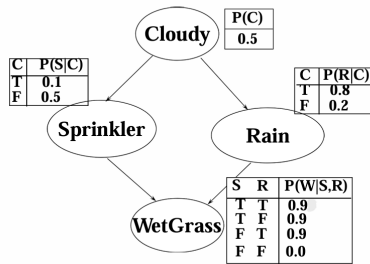 P(C)
0.5
Cloudy
C P(S|C)
T 0.1
F 0.5
C P(R|C)
T 0.8
F 0.2
Sprinkler
Rain
S R P(W|S,R)
T T 0.9
T F 0.9
F T 0.9
F F 0.0
WetGrass